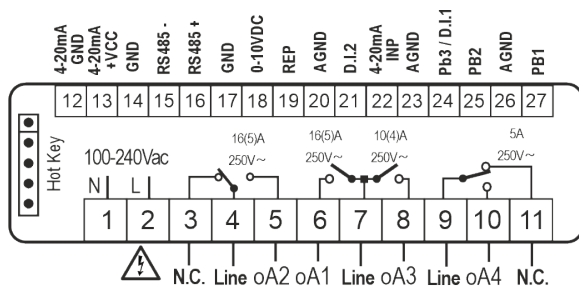 4-20mA GND
4-20mA +VCC
GND
RS485 -
RS485 +
GND
0-10VDC
REP
AGND
D.I.2
4-20mA INP
AGND
Pb3 / D.I.1
PB2
AGND
PB1
12 13 14 15 16 17 18 19 20 21 22 23 24 25 26 27
Hot Key
100-240Vac
N L
16(5)A 250V~
16(5)A 250V~
10(4)A 250V~
5A 250V~
1 2 3 4 5 6 7 8 9 10 11
N.C. Line oA2 oA1 Line oA3 Line oA4 N.C.